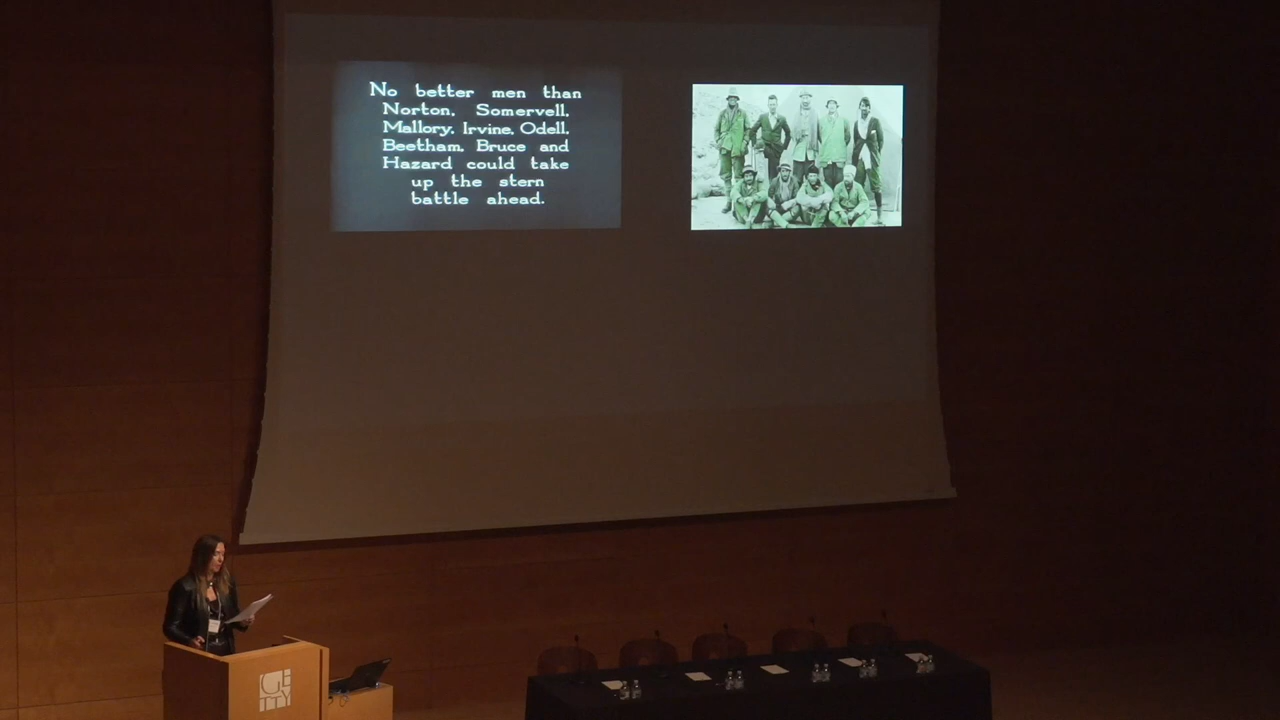 No better men than
Norton, Somervell,
Mallory, Irvine, Odell,
Beetham, Bruce and
Hazard could take
up the stern
battle ahead.
GETTY